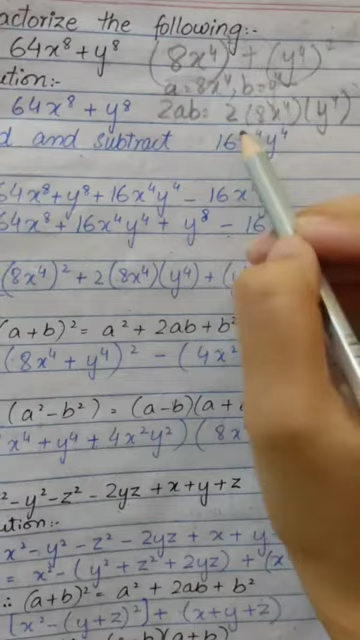 actorize the following:-
64x⁸ + y⁸ (8x⁴)² + (y⁴)²
ution:- a = 8x⁴, b = y⁴
64x⁸ + y⁸ 2ab = 2(8x⁴)(y⁴)
d and subtract 16x⁴y⁴
64x⁸ + y⁸ + 16x⁴y⁴ - 16x
64x⁸ + 16x⁴y⁴ + y⁸ - 16
(8x⁴)² + 2(8x⁴)(y⁴) + (y
(a+b)² = a² + 2ab + b²
(8x⁴ + y⁴)² - (4x²
(a² - b²) = (a-b)(a+
x⁴ + y⁴ + 4x²y²)(8x
² - y² - z² - 2yz + x + y + z
ution:-
x² - y² - z² - 2yz + x + y
= x² - (y² + z² + 2yz) + (x
∴ (a+b)² = a² + 2ab + b²
[x² - (y+z)²] + (x+y+z)